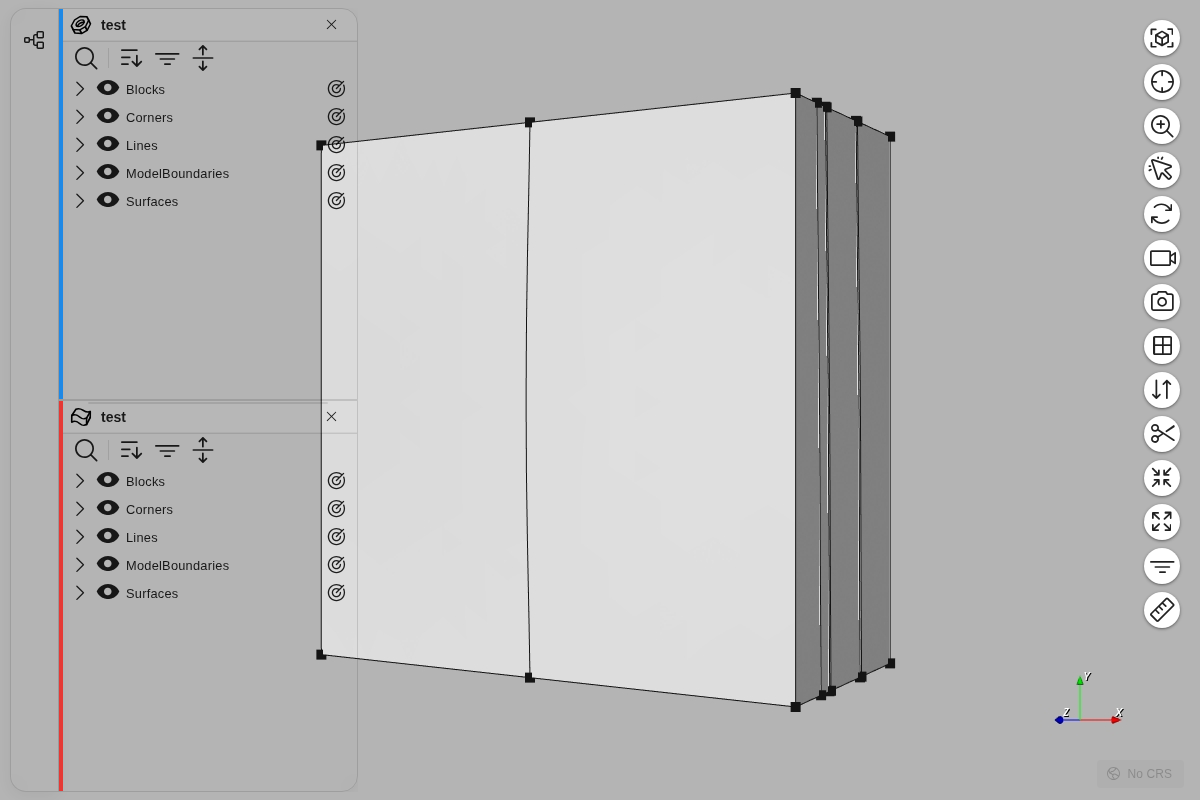 test
Blocks
Corners
Lines
ModelBoundaries
Surfaces
test
Blocks
Corners
Lines
ModelBoundaries
Surfaces
Y
Z
X
No CRS